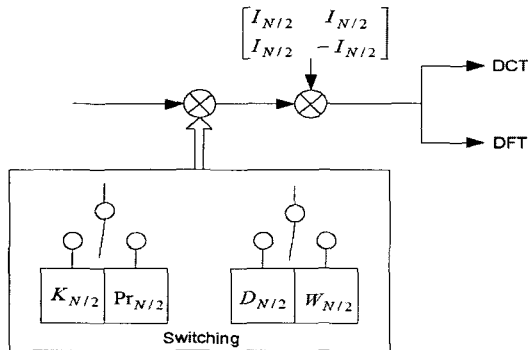 [I_{N/2} I_{N/2}
I_{N/2} -I_{N/2}]
DCT
DFT
K_{N/2} Pr_{N/2} D_{N/2} W_{N/2}
Switching